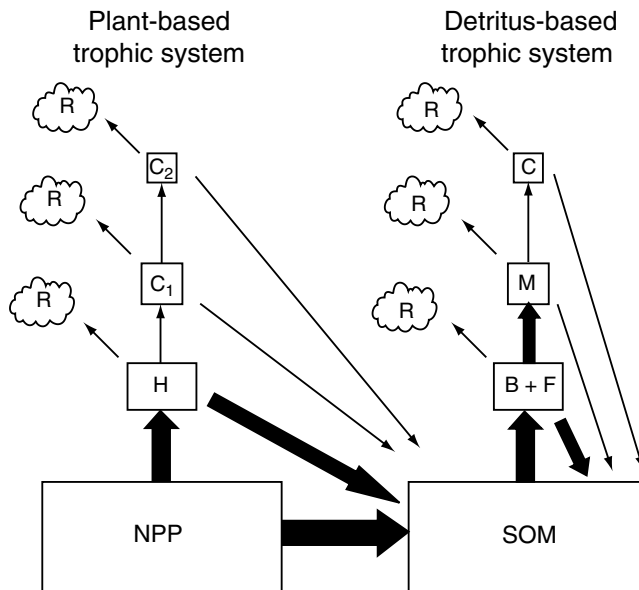 Plant-based
trophic system
Detritus-based
trophic system
R
R
C₂
C
R
R
C₁
M
R
R
H
B + F
NPP
SOM